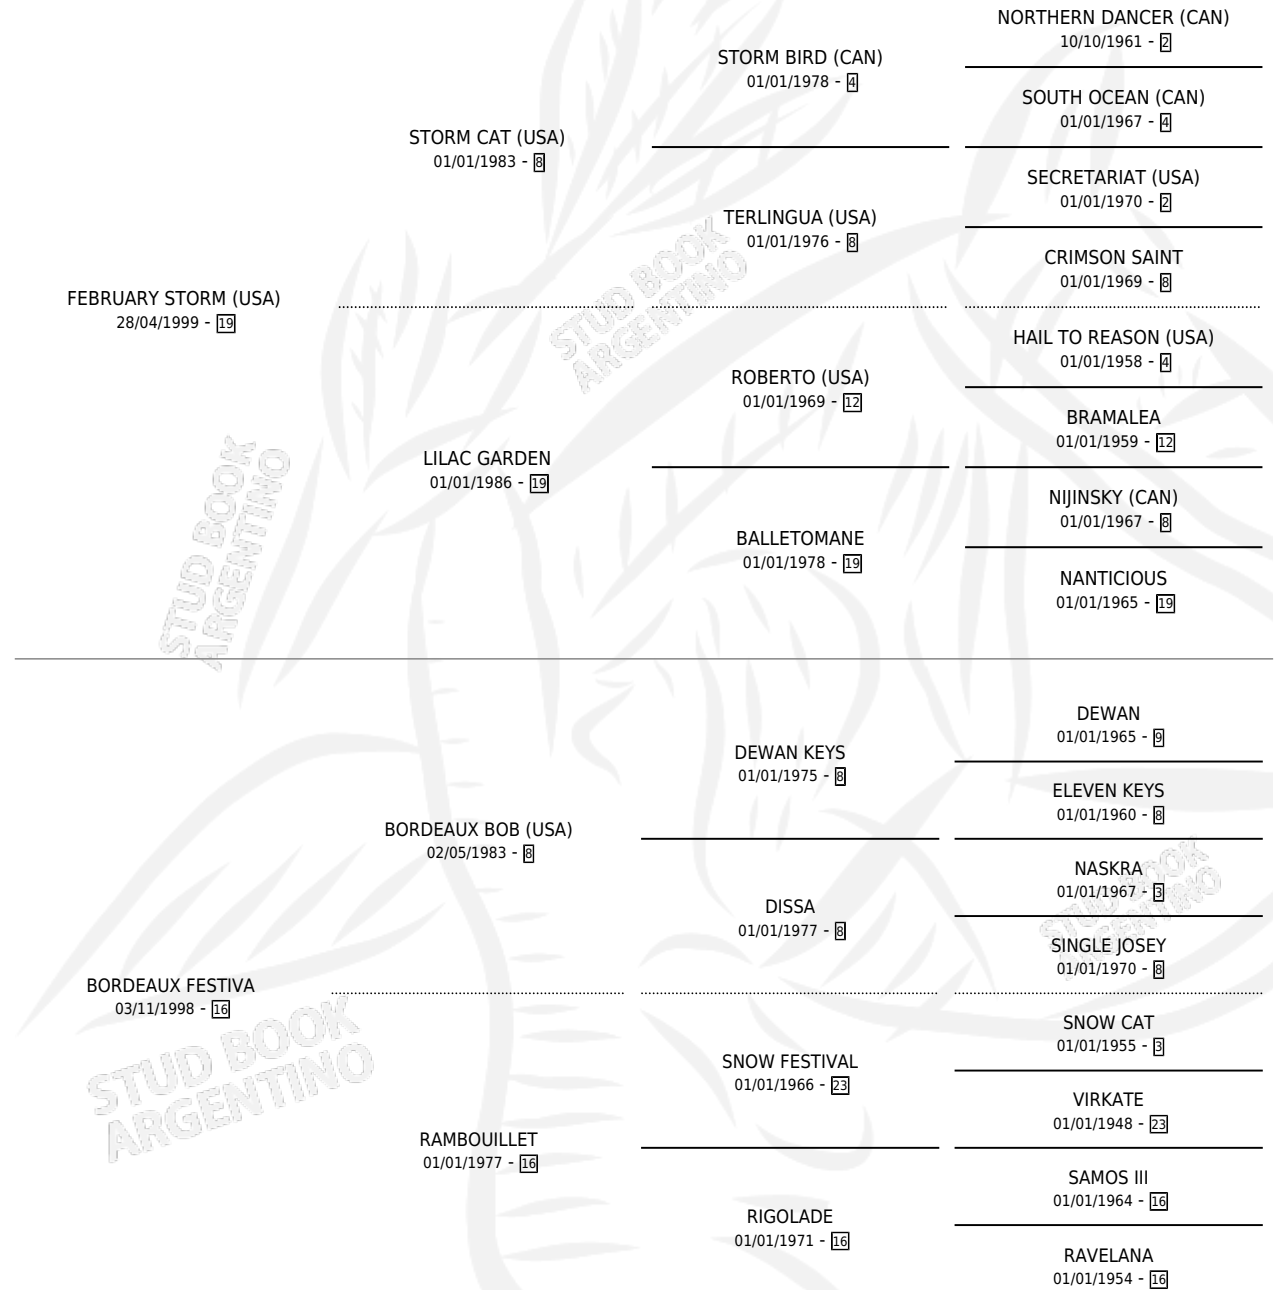 NORTHERN DANCER (CAN)
10/10/1961 - 2
STORM BIRD (CAN)
01/01/1978 - 4
SOUTH OCEAN (CAN)
01/01/1967 - 4
STORM CAT (USA)
01/01/1983 - 8
SECRETARIAT (USA)
01/01/1970 - 2
TERLINGUA (USA)
01/01/1976 - 8
CRIMSON SAINT
01/01/1969 - 8
FEBRUARY STORM (USA)
28/04/1999 - 19
HAIL TO REASON (USA)
01/01/1958 - 4
ROBERTO (USA)
01/01/1969 - 12
BRAMALEA
01/01/1959 - 12
LILAC GARDEN
01/01/1986 - 19
NIJINSKY (CAN)
01/01/1967 - 8
BALLETOMANE
01/01/1978 - 19
NANTICIOUS
01/01/1965 - 19
DEWAN
01/01/1965 - 9
DEWAN KEYS
01/01/1975 - 8
ELEVEN KEYS
01/01/1960 - 8
BORDEAUX BOB (USA)
02/05/1983 - 8
NASKRA
01/01/1967 - 3
DISSA
01/01/1977 - 8
SINGLE JOSEY
01/01/1970 - 8
BORDEAUX FESTIVA
03/11/1998 - 16
SNOW CAT
01/01/1955 - 3
SNOW FESTIVAL
01/01/1966 - 23
VIRKATE
01/01/1948 - 23
RAMBOUILLET
01/01/1977 - 16
SAMOS III
01/01/1964 - 16
RIGOLADE
01/01/1971 - 16
RAVELANA
01/01/1954 - 16
STUD BOOK
ARGENTINO
STUD BOOK
ARGENTINO
STUD BOOK
ARGENTINO
STUD BOOK
ARGENTINO